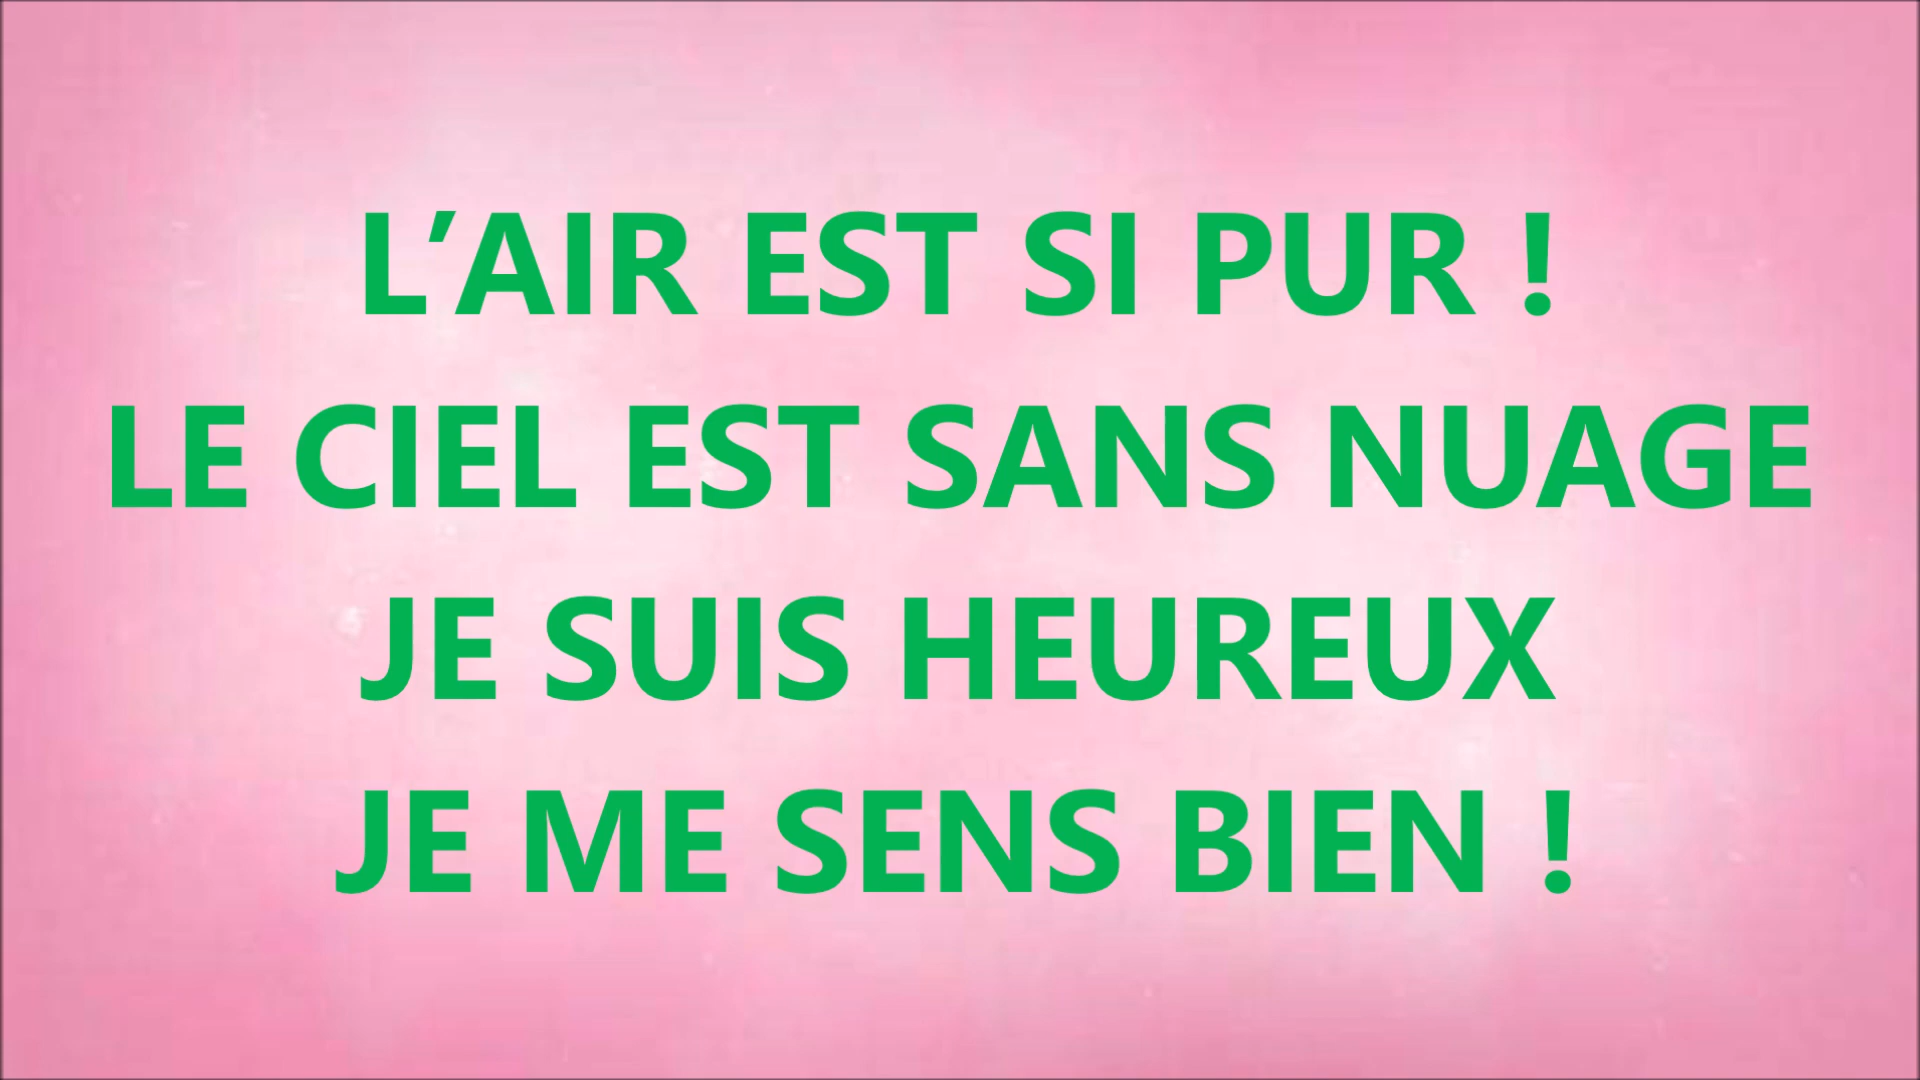 L’AIR EST SI PUR !
LE CIEL EST SANS NUAGE
JE SUIS HEUREUX
JE ME SENS BIEN !